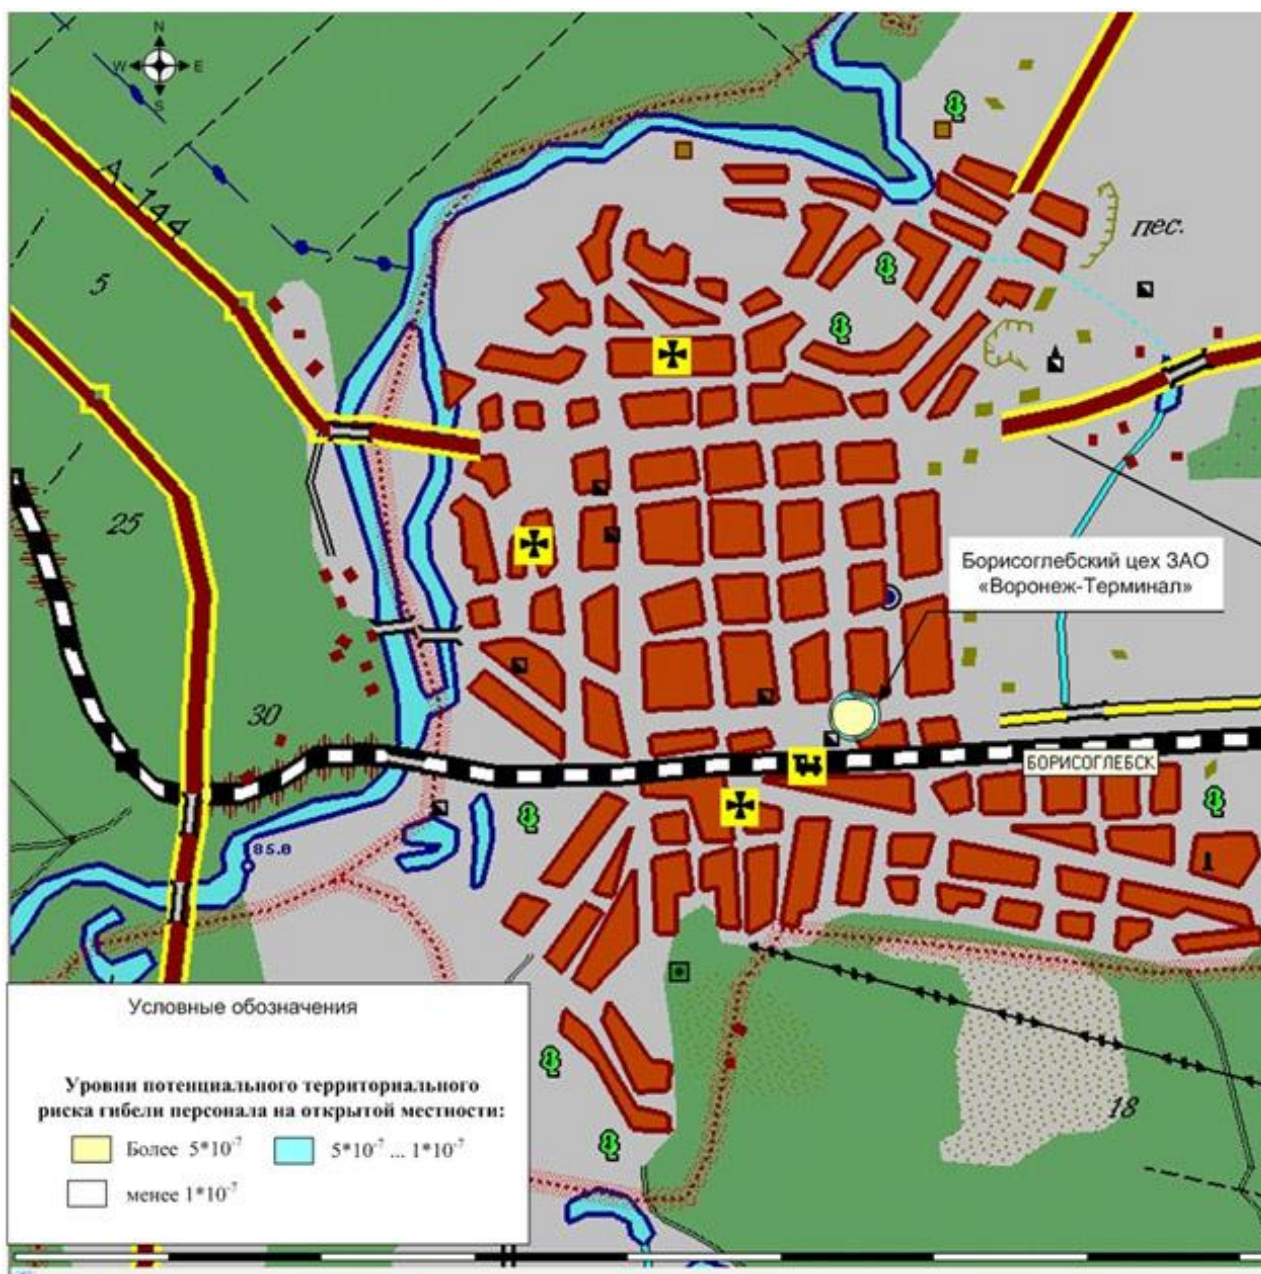 N
W E
S
А-144
5
пес.
25
Борисоглебский цех ЗАО
«Воронеж-Терминал»
30
БОРИСОГЛЕБСК
85.8
Условные обозначения
Уровни потенциального территориального
риска гибели персонала на открытой местности:
Более 5*10⁻⁷ 5*10⁻⁷ ... 1*10⁻⁷
менее 1*10⁻⁷
18